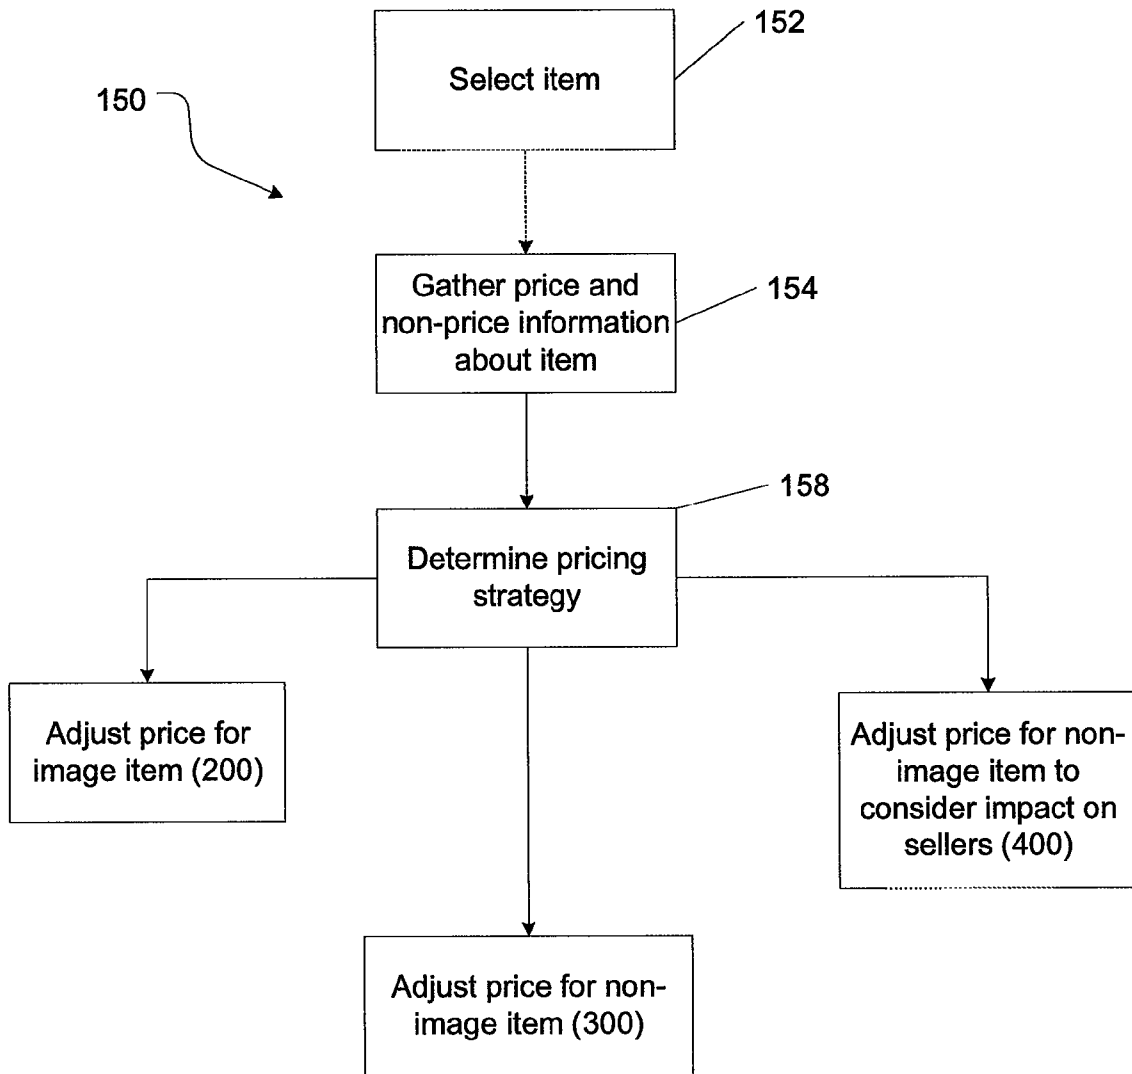 152
Select item
150
Gather price and
non-price information
about item
154
158
Determine pricing
strategy
Adjust price for
image item (200)
Adjust price for non-
image item to
consider impact on
sellers (400)
Adjust price for non-
image item (300)